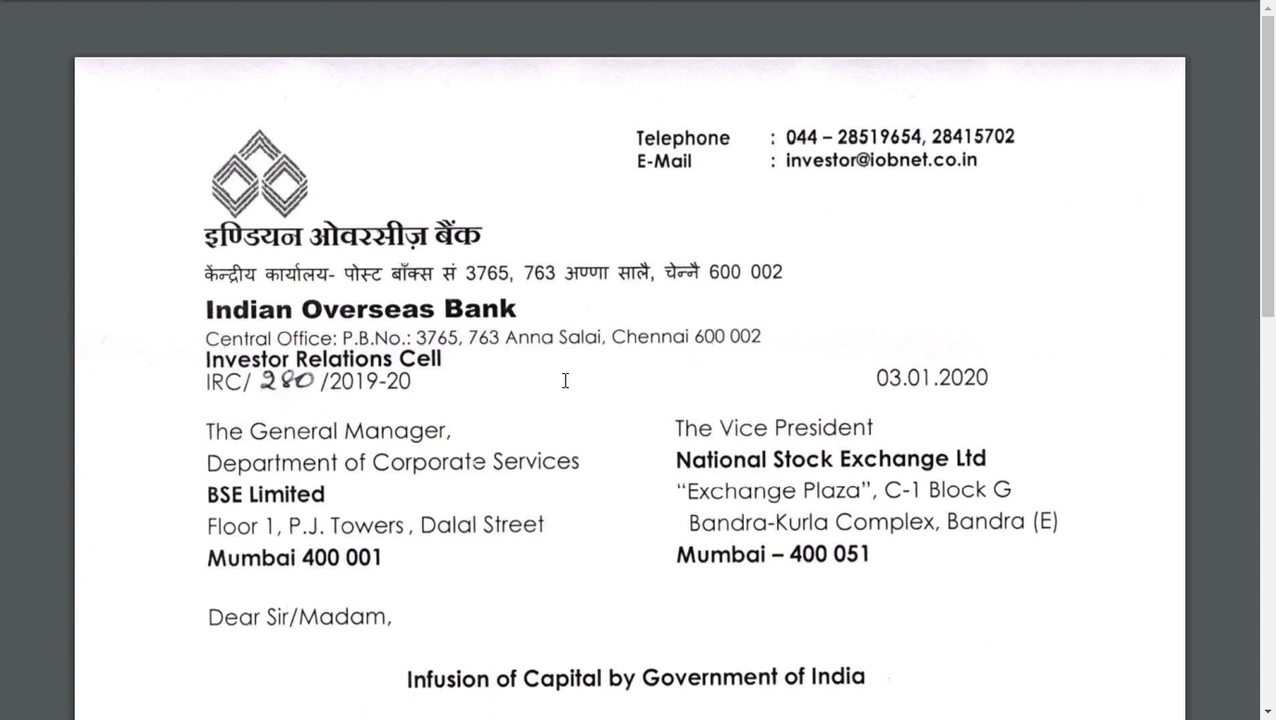 Telephone : 044 – 28519654, 28415702
E-Mail : investor@iobnet.co.in
इण्डियन ओवरसीज़ बैंक
केंन्द्रीय कार्यालय- पोस्ट बॉक्स सं 3765, 763 अण्णा सालै, चेन्नै 600 002
Indian Overseas Bank
Central Office: P.B.No.: 3765, 763 Anna Salai, Chennai 600 002
Investor Relations Cell
IRC/ 280 /2019-20
03.01.2020
The General Manager,
Department of Corporate Services
BSE Limited
Floor 1, P.J. Towers , Dalal Street
Mumbai 400 001
The Vice President
National Stock Exchange Ltd
“Exchange Plaza”, C-1 Block G
Bandra-Kurla Complex, Bandra (E)
Mumbai – 400 051
Dear Sir/Madam,
Infusion of Capital by Government of India